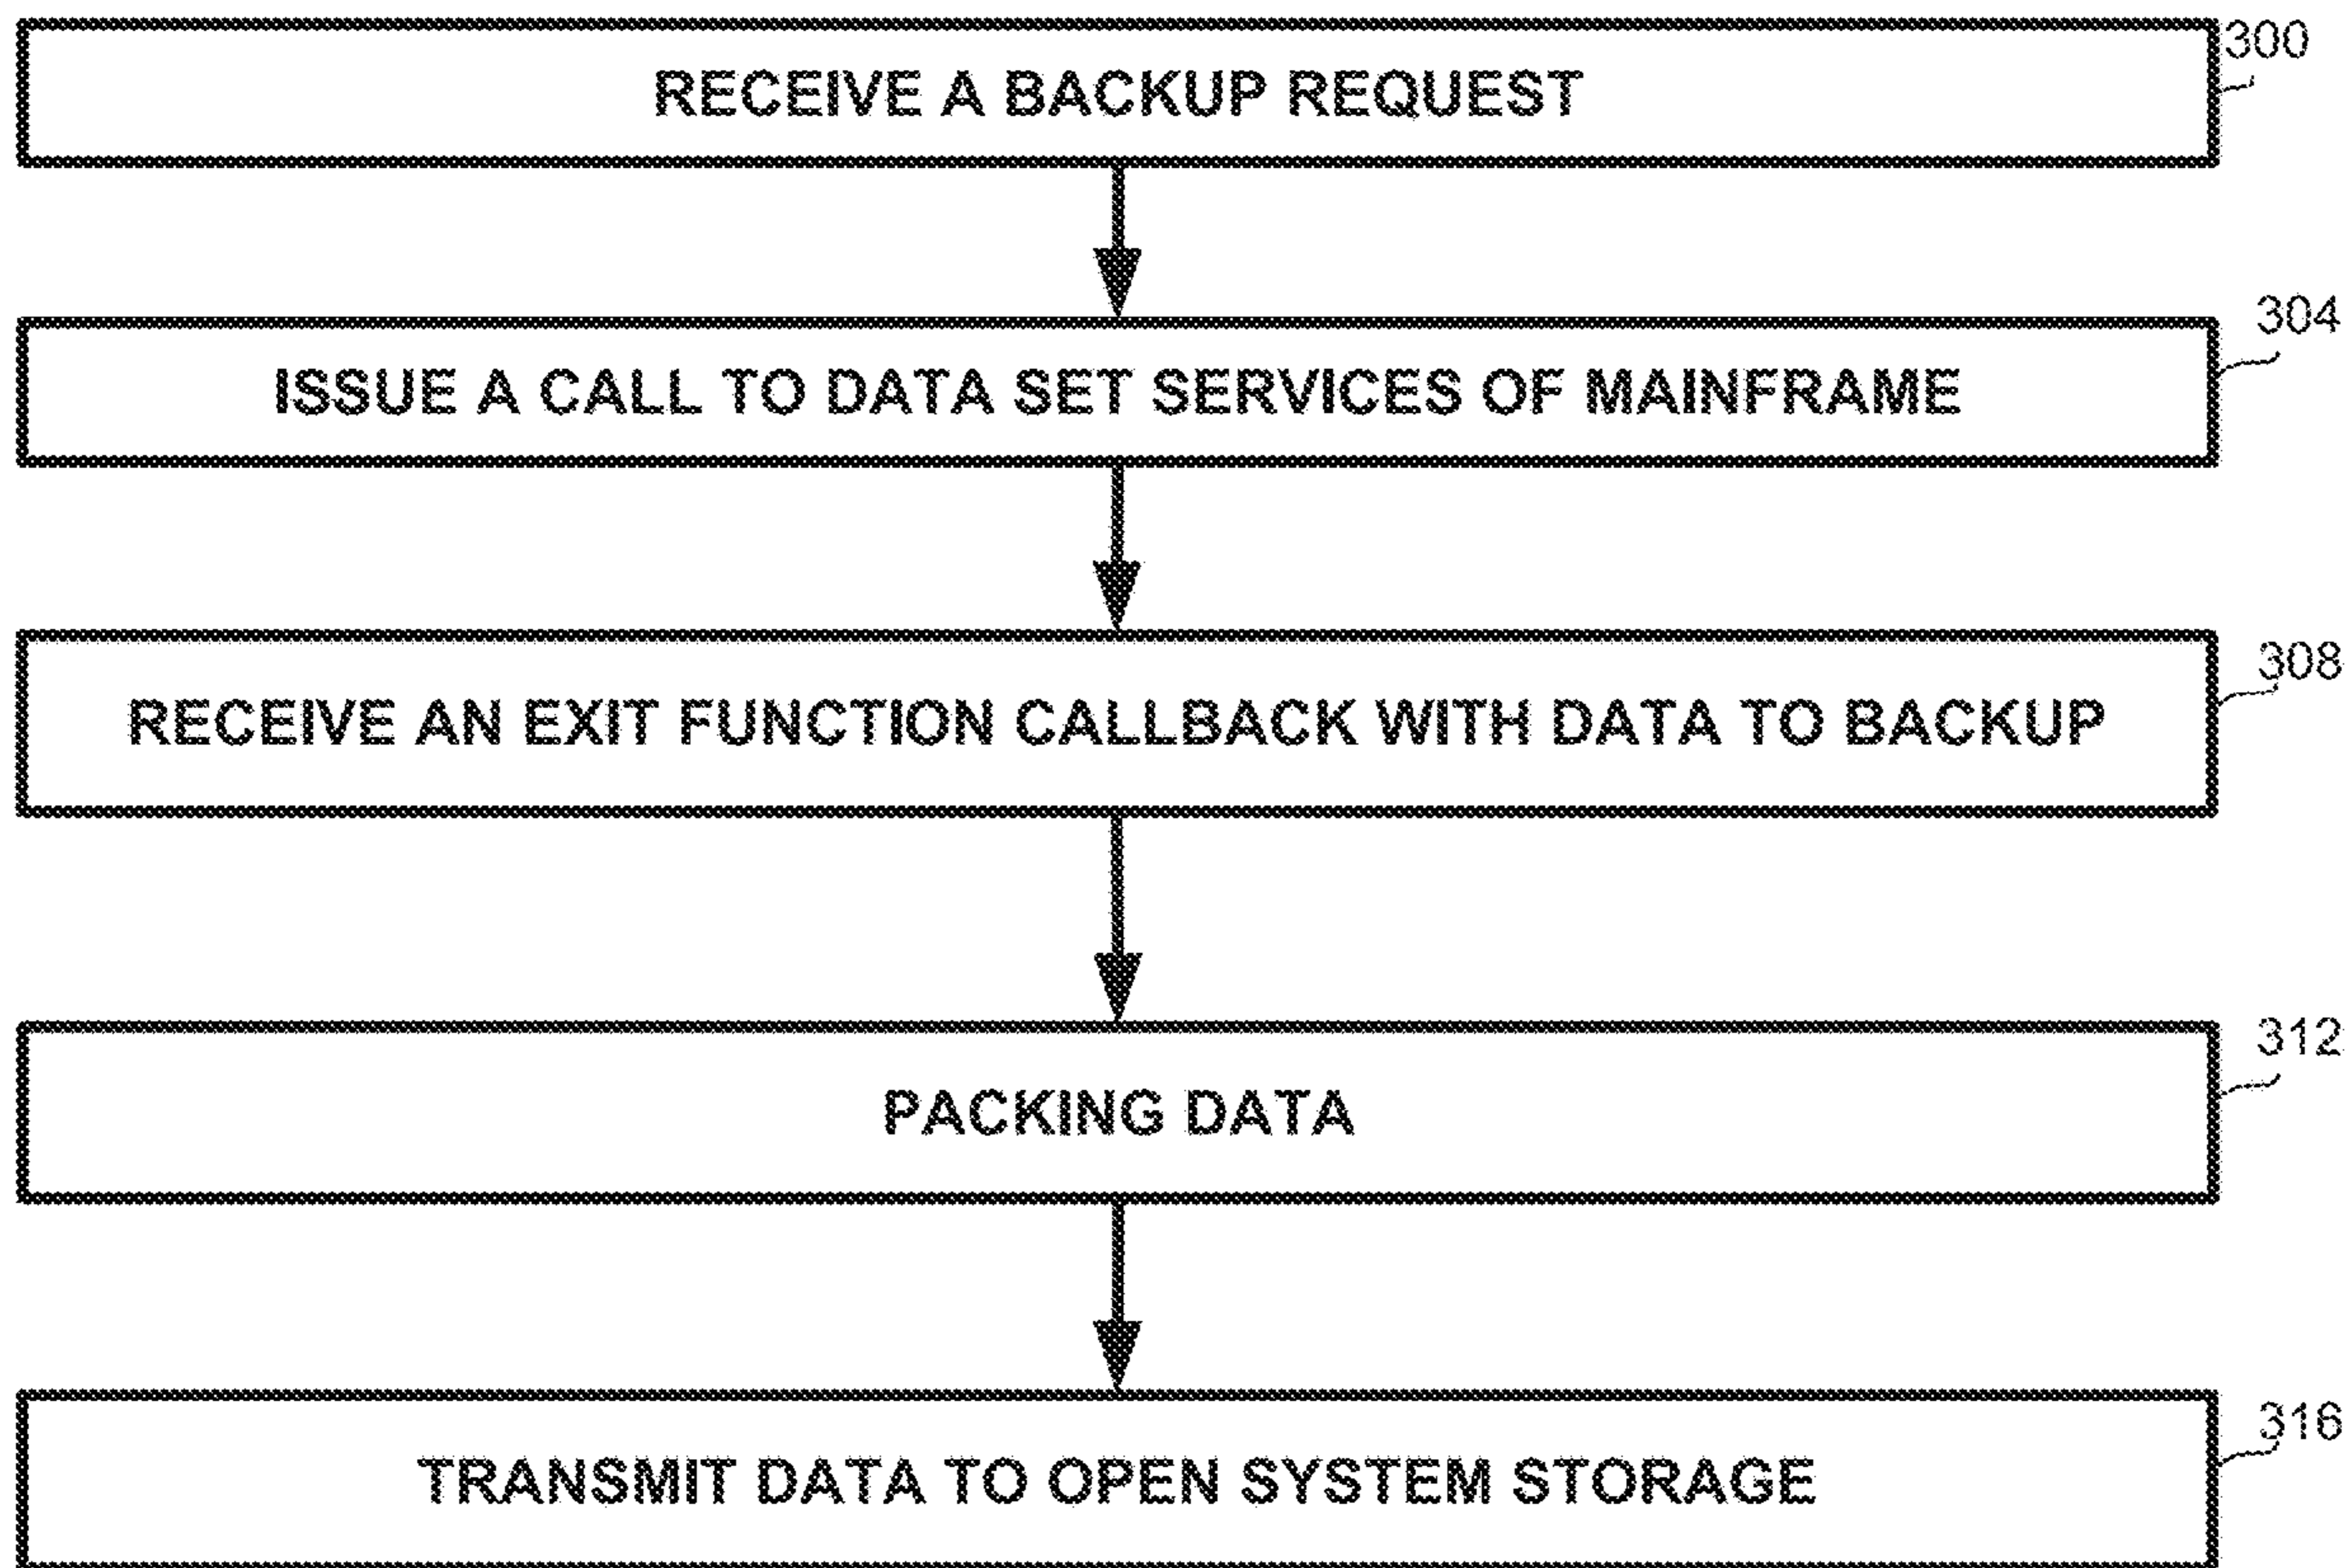 300
RECEIVE A BACKUP REQUEST
304
ISSUE A CALL TO DATA SET SERVICES OF MAINFRAME
308
RECEIVE AN EXIT FUNCTION CALLBACK WITH DATA TO BACKUP
312
PACKING DATA
316
TRANSMIT DATA TO OPEN SYSTEM STORAGE